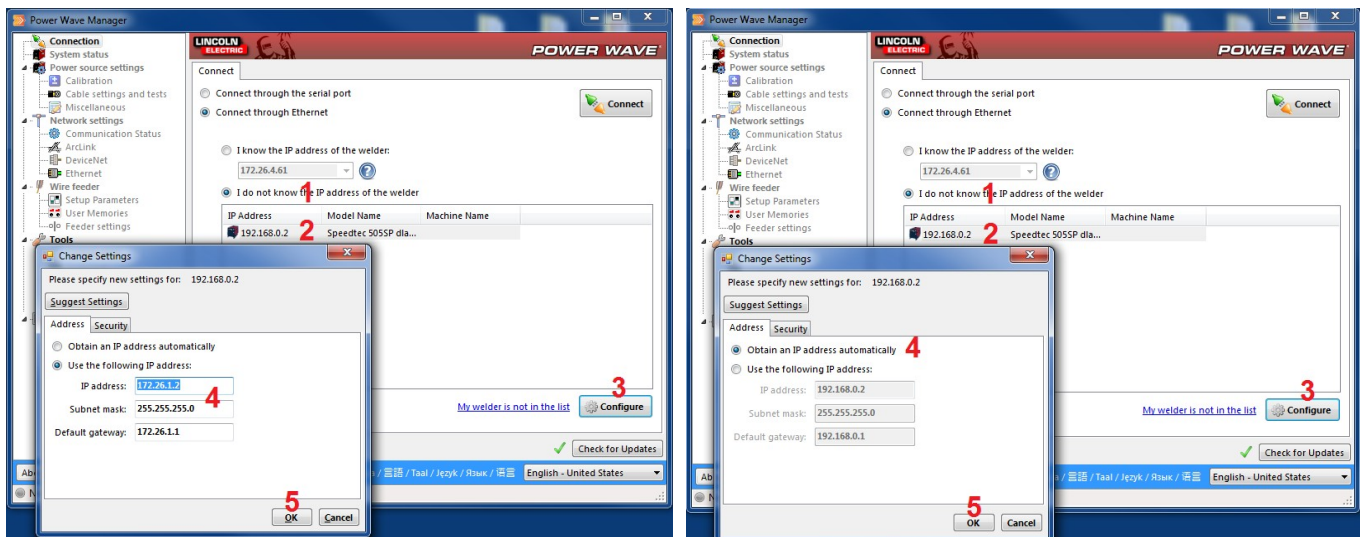 Power Wave Manager
Connection
System status
Power source settings
Calibration
Cable settings and tests
Miscellaneous
Network settings
Communication Status
ArcLink
DeviceNet
Ethernet
Wire feeder
Setup Parameters
User Memories
Feeder settings
Tools
LINCOLN
ELECTRIC
POWER WAVE
Connect
Connect through the serial port
Connect
Connect through Ethernet
I know the IP address of the welder:
172.26.4.61
1
I do not know the IP address of the welder
IP Address Model Name Machine Name
192.168.0.2 2 Speedtec 505SP dla...
Change Settings
Please specify new settings for: 192.168.0.2
Suggest Settings
Address Security
Obtain an IP address automatically
Use the following IP address:
IP address: 172.26.1.2
4
Subnet mask: 255.255.255.0
Default gateway: 172.26.1.1
5
OK Cancel
3
My welder is not in the list Configure
Check for Updates
/ 言語 / Taal / Język / Язык / 语言 English - United States
Power Wave Manager
Connection
System status
Power source settings
Calibration
Cable settings and tests
Miscellaneous
Network settings
Communication Status
ArcLink
DeviceNet
Ethernet
Wire feeder
Setup Parameters
User Memories
Feeder settings
Tools
LINCOLN
ELECTRIC
POWER WAVE
Connect
Connect through the serial port
Connect
Connect through Ethernet
I know the IP address of the welder:
172.26.4.61
1
I do not know the IP address of the welder
IP Address Model Name Machine Name
192.168.0.2 2 Speedtec 505SP dla...
Change Settings
Please specify new settings for: 192.168.0.2
Suggest Settings
Address Security
Obtain an IP address automatically 4
Use the following IP address:
IP address: 192.168.0.2
Subnet mask: 255.255.255.0
Default gateway: 192.168.0.1
5
OK Cancel
3
My welder is not in the list Configure
Check for Updates
/ 言語 / Taal / Język / Язык / 语言 English - United States